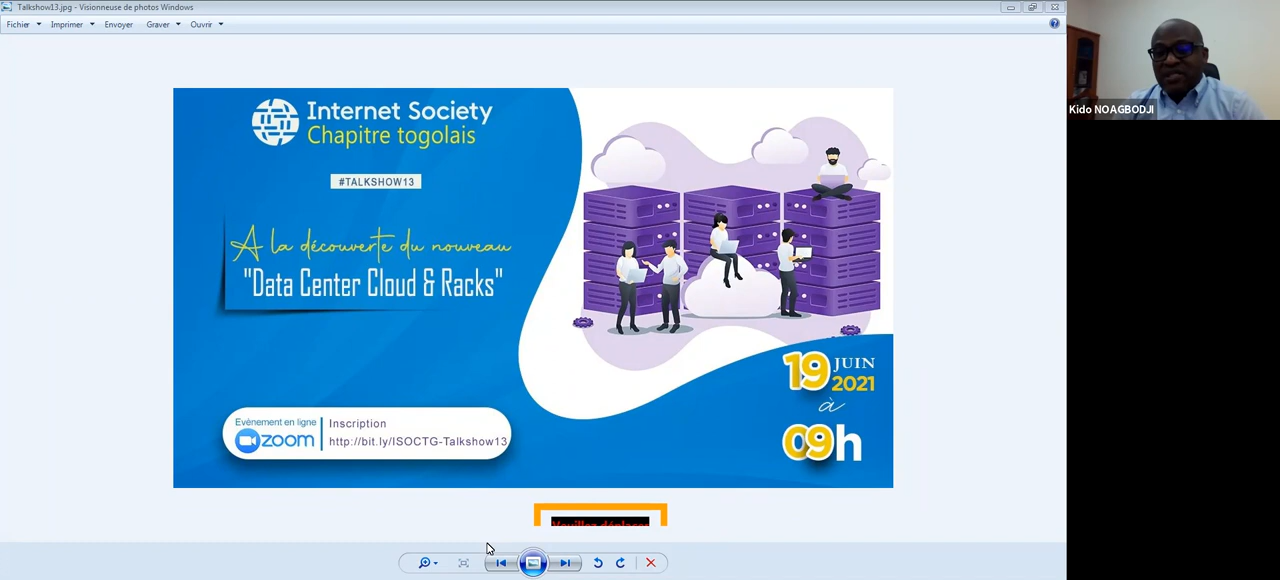 Talkshow13.jpg - Visionneuse de photos Windows
Fichier Imprimer Envoyer Graver Ouvrir
Kido NOAGBODJI
Internet Society
Chapitre togolais
#TALKSHOW13
A la découverte du nouveau
"Data Center Cloud & Racks"
19 JUIN
2021
à
09h
Evènement en ligne
zoom
Inscription
http://bit.ly/ISOCTG-Talkshow13
Veuillez déplacer